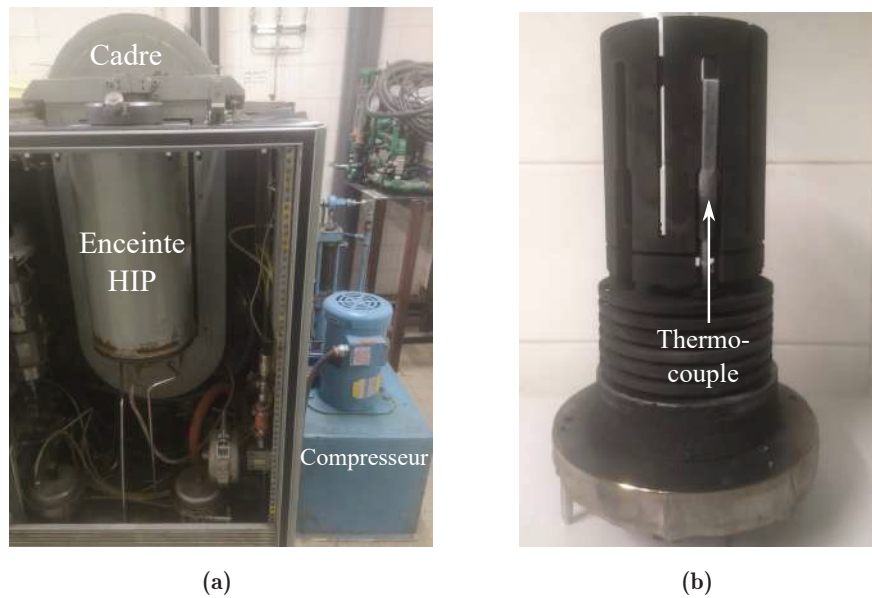 Cadre
Enceinte
HIP
Compresseur
Thermo-
couple
(a)
(b)